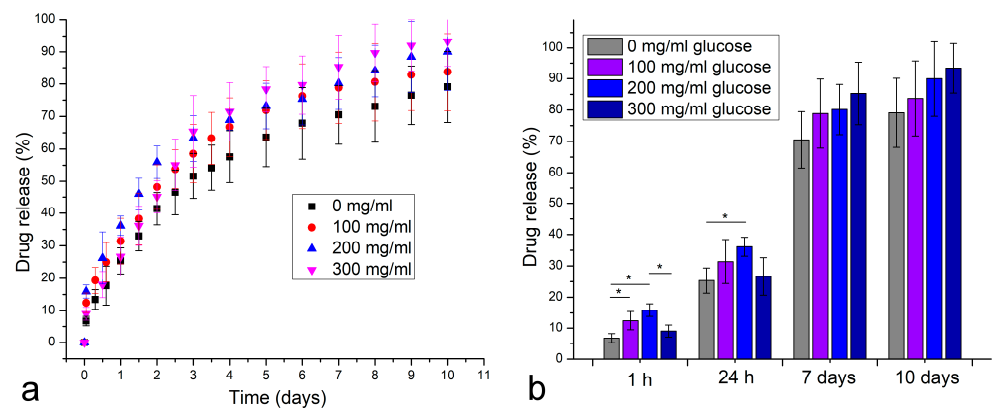 100
90
80
70
60
50
40
30
20
10
0
Drug release (%)
0 mg/ml
100 mg/ml
200 mg/ml
300 mg/ml
0 1 2 3 4 5 6 7 8 9 10 11
Time (days)
a
100
90
80
70
60
50
40
30
20
10
0
Drug release (%)
0 mg/ml glucose
100 mg/ml glucose
200 mg/ml glucose
300 mg/ml glucose
*
*
*
*
1 h 24 h 7 days 10 days
b